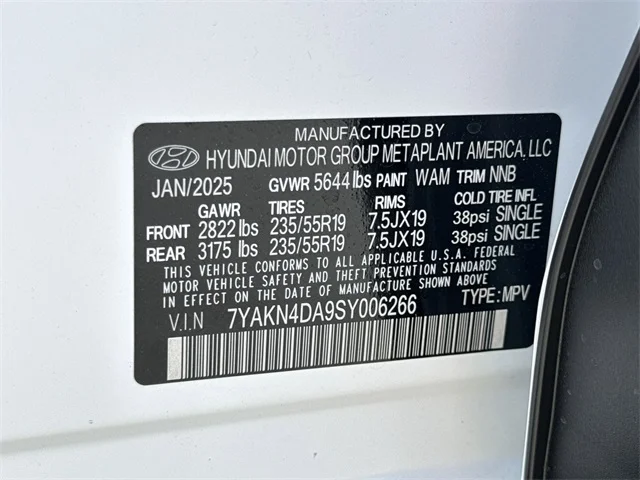 MANUFACTURED BY
HYUNDAI MOTOR GROUP METAPLANT AMERICA, LLC
JAN/2025 GVWR 5644 lbs PAINT WAM TRIM NNB
GAWR TIRES RIMS COLD TIRE INFL
FRONT 2822 lbs 235/55R19 7.5JX19 38psi SINGLE
REAR 3175 lbs 235/55R19 7.5JX19 38psi SINGLE
THIS VEHICLE CONFORMS TO ALL APPLICABLE U.S.A. FEDERAL
MOTOR VEHICLE SAFETY, BUMPER, AND THEFT PREVENTION STANDARDS
IN EFFECT ON THE DATE OF MANUFACTURE SHOWN ABOVE.
V.I.N 7YAKN4DA9SY006266 TYPE: MPV